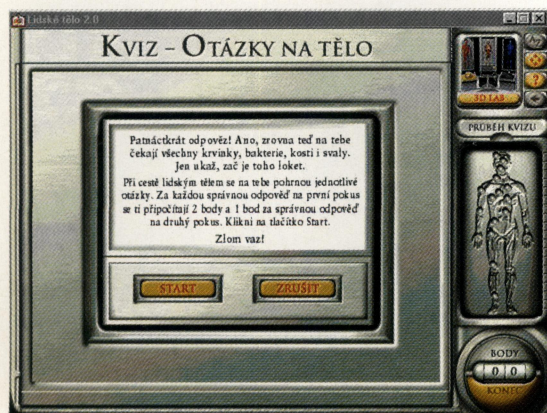 Lidské tělo 2.0
KVIZ – OTÁZKY NA TĚLO
Patnáctkrát odpověz! Ano, zrovna teď na tebe
čekají všechny krvinky, bakterie, kosti i svaly.
Jen ukaž, zač je toho loket.
Při cestě lidským tělem se na tebe pohrnou jednotlivé
otázky. Za každou správnou odpověď na první pokus
se ti připočítají 2 body a 1 bod za správnou odpověď
na druhý pokus. Klikni na tlačítko Start.
Zlom vaz!
START
ZRUŠIT
3D LAB
?
PRŮBĚH KVIZU
BODY
0 0
KONEC